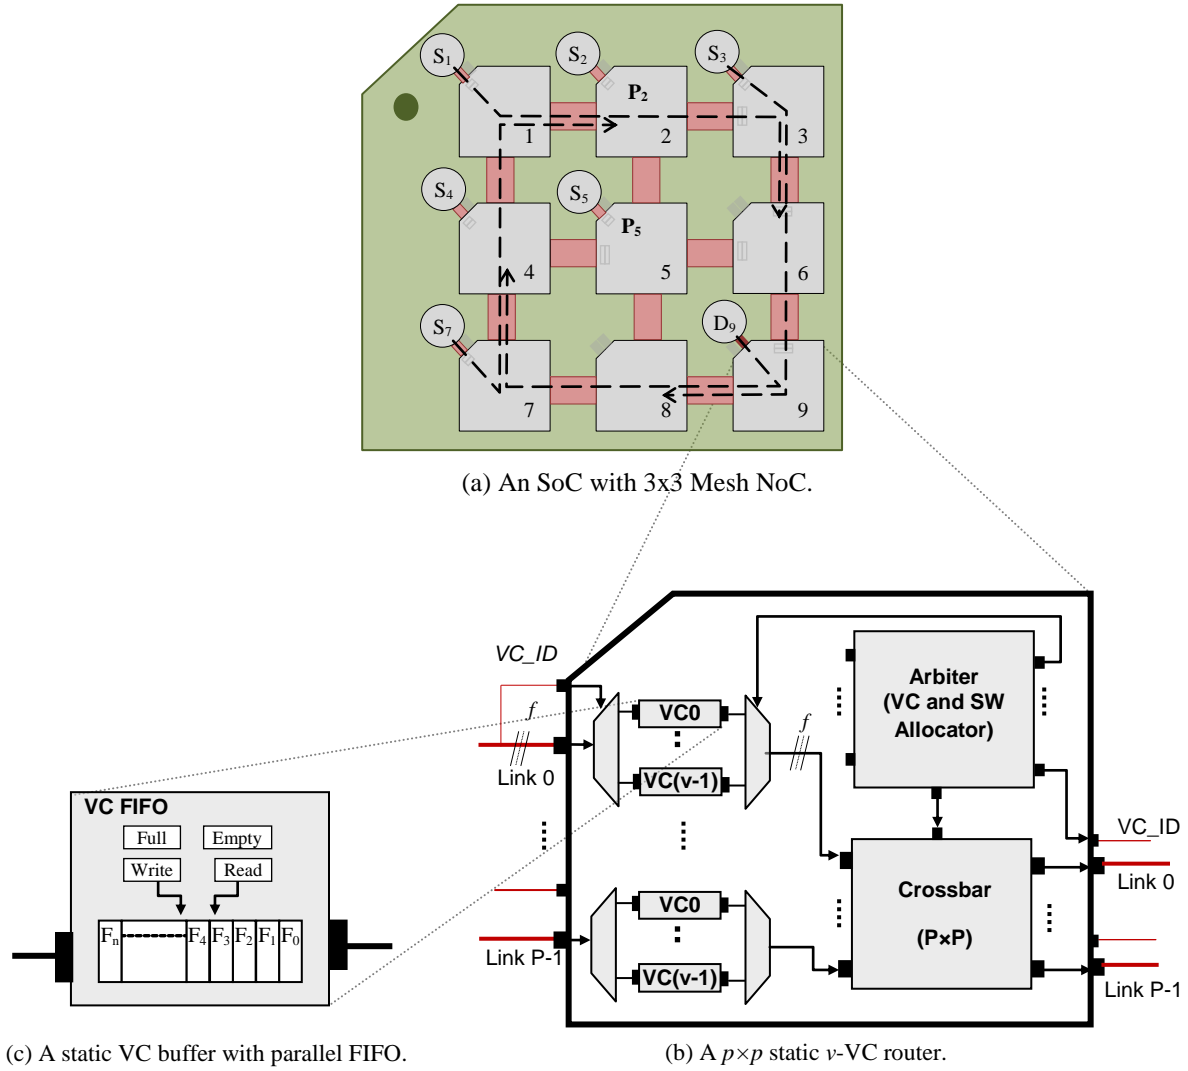 S1 S2 S3
P2
1 2 3
S4 S5
P5
4 5 6
S7 D9
7 8 9
(a) An SoC with 3x3 Mesh NoC.
VC_ID
f
Link 0
VC0
VC(v-1)
f
Arbiter
(VC and SW
Allocator)
VC_ID
Link 0
Crossbar
(P×P)
Link P-1
VC0
VC(v-1)
Link P-1
VC FIFO
Full Empty
Write Read
Fn F4 F3 F2 F1 F0
(c) A static VC buffer with parallel FIFO.
(b) A p×p static v-VC router.